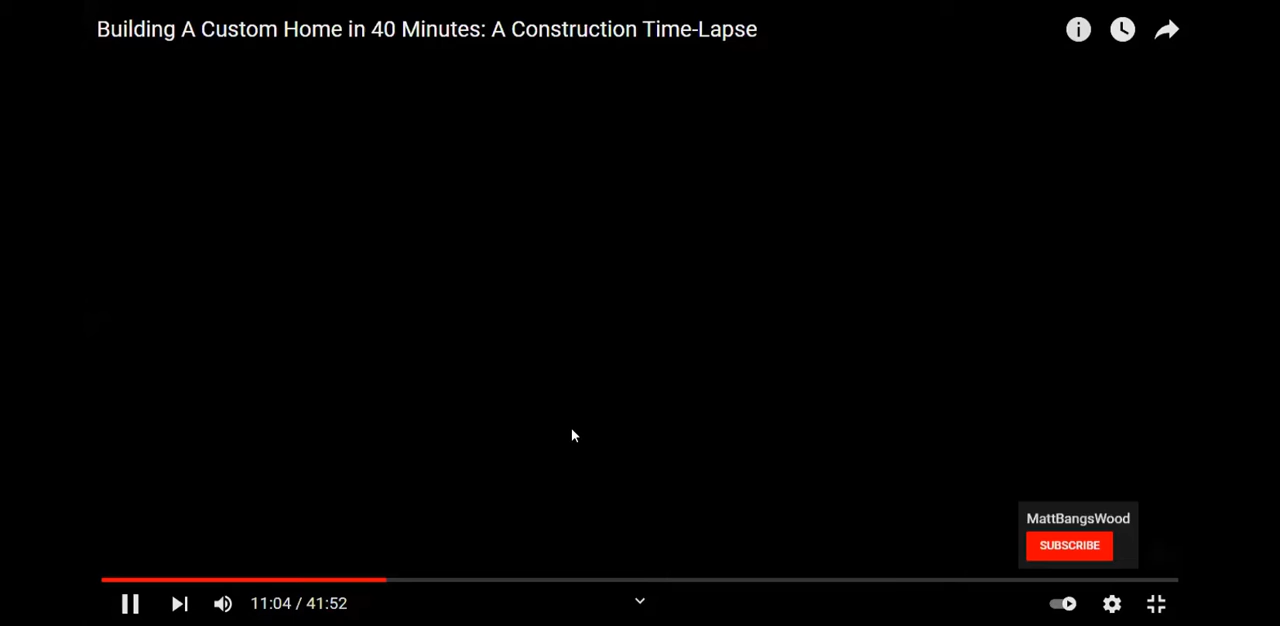 Building A Custom Home in 40 Minutes: A Construction Time-Lapse
MattBangsWood
SUBSCRIBE
11:04 / 41:52